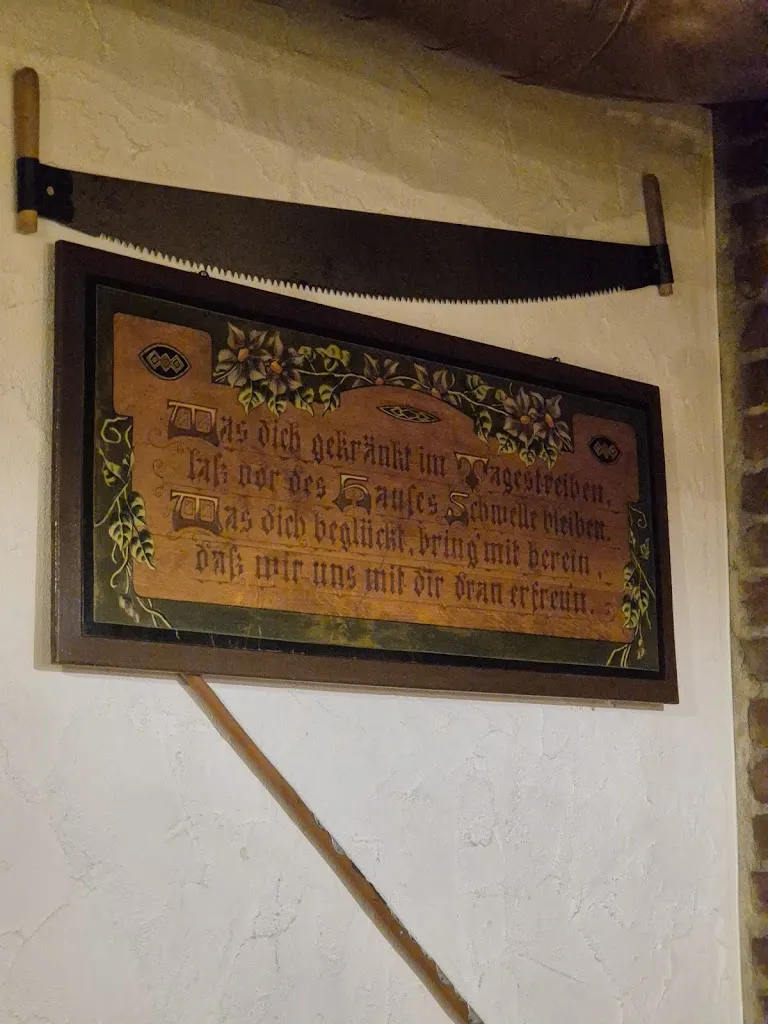 Was dich gekränkt im Tagestreiben,
laß vor des Hauses Schwelle bleiben.
Was dich beglückt, bring' mit herein,
daß wir uns mit dir dran erfreu'n.